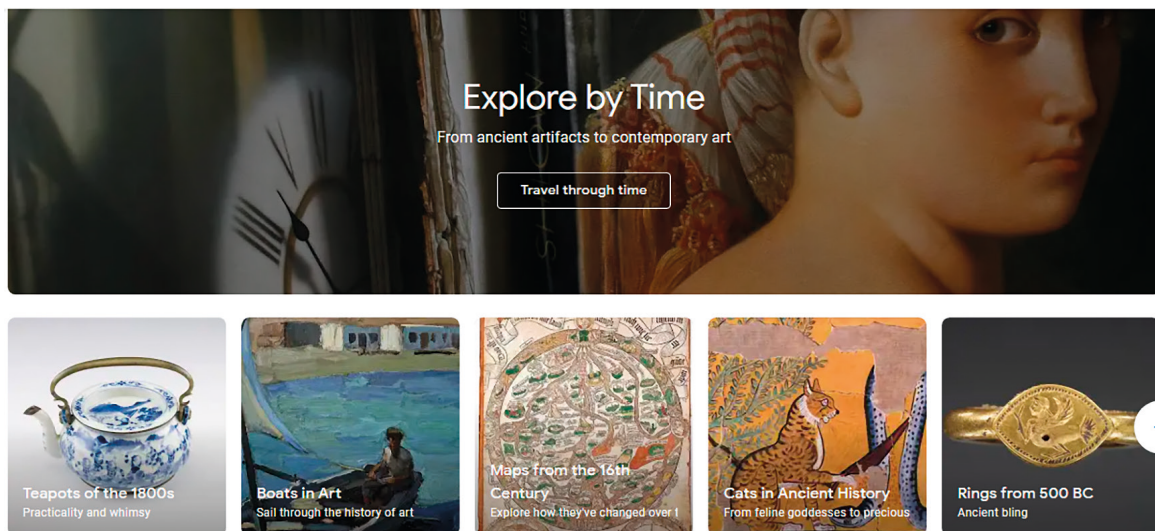 Explore by Time
From ancient artifacts to contemporary art
Travel through time
Teapots of the 1800s
Practicality and whimsy
Boats in Art
Sail through the history of art
Maps from the 16th
Century
Explore how they've changed over t
Cats in Ancient History
From feline goddesses to precious
Rings from 500 BC
Ancient bling